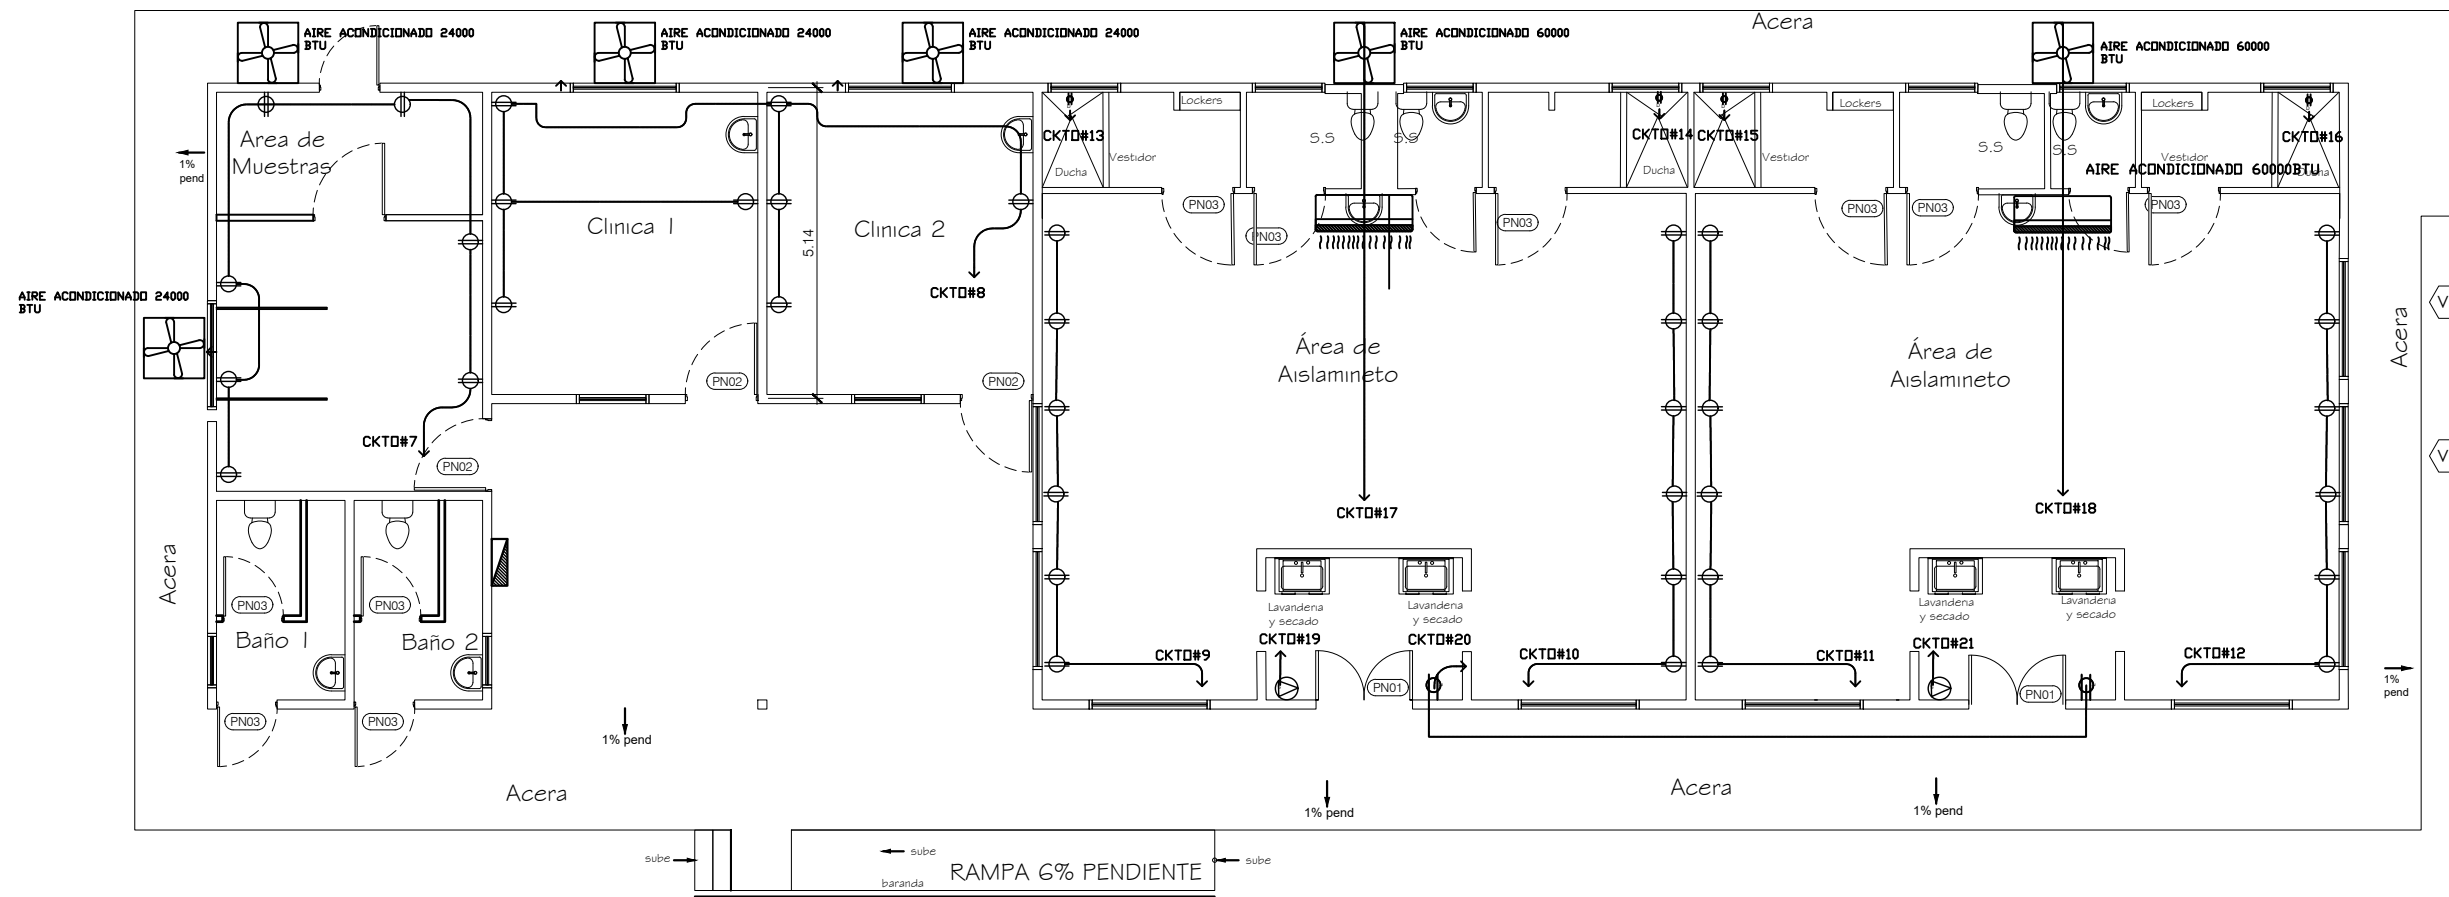 Acera
AIRE ACONDICIONADO 24000
BTU
AIRE ACONDICIONADO 24000
BTU
AIRE ACONDICIONADO 24000
BTU
AIRE ACONDICIONADO 60000
BTU
AIRE ACONDICIONADO 60000
BTU
Lockers
Lockers
Lockers
Area de
Muestras
1%
pend
CKTO#13
S.S
S.S
CKTO#14
CKTO#15
S.S
S.S
CKTO#16
Vestidor
Ducha
Ducha
Vestidor
Vestidor
AIRE ACONDICIONADO 60000BTU
Ducha
PN03
PN03
PN03
PN03
PN03
PN03
Clinica 1
Clinica 2
5.14
CKTO#8
AIRE ACONDICIONADO 24000
BTU
V
Acera
Área de
Aislamineto
Área de
Aislamineto
PN02
PN02
CKTO#7
PN02
V
CKTO#17
CKTO#18
Acera
PN03
PN03
Lavanderia
y secado
Lavanderia
y secado
Lavanderia
y secado
Lavanderia
y secado
Baño 1
Baño 2
CKTO#19
CKTO#20
CKTO#21
CKTO#9
CKTO#10
CKTO#11
CKTO#12
PN01
PN01
1%
pend
PN03
PN03
1% pend
Acera
Acera
1% pend
1% pend
sube
sube
sube
RAMPA 6% PENDIENTE
baranda